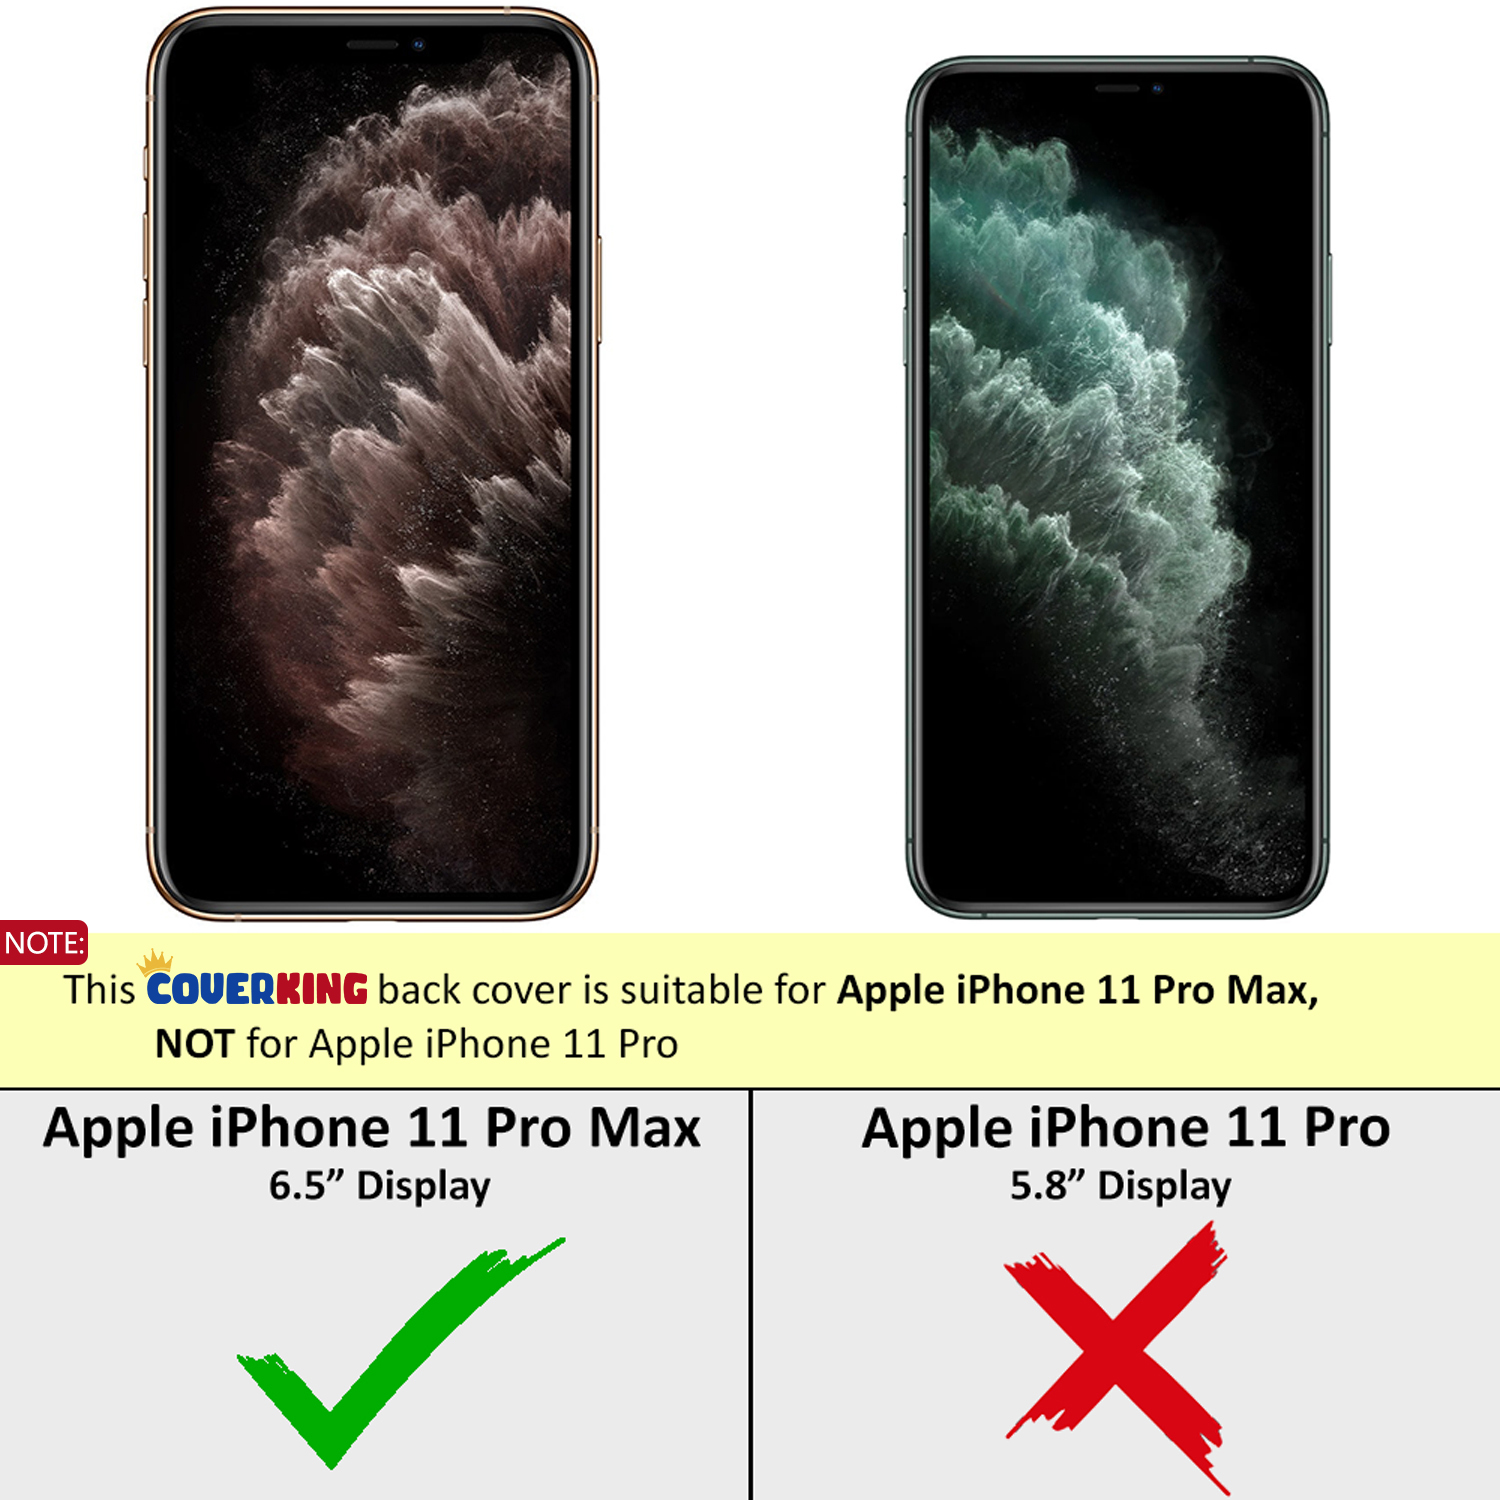 NOTE:
This COVERKING back cover is suitable for Apple iPhone 11 Pro Max,
NOT for Apple iPhone 11 Pro
Apple iPhone 11 Pro Max
6.5” Display
Apple iPhone 11 Pro
5.8” Display